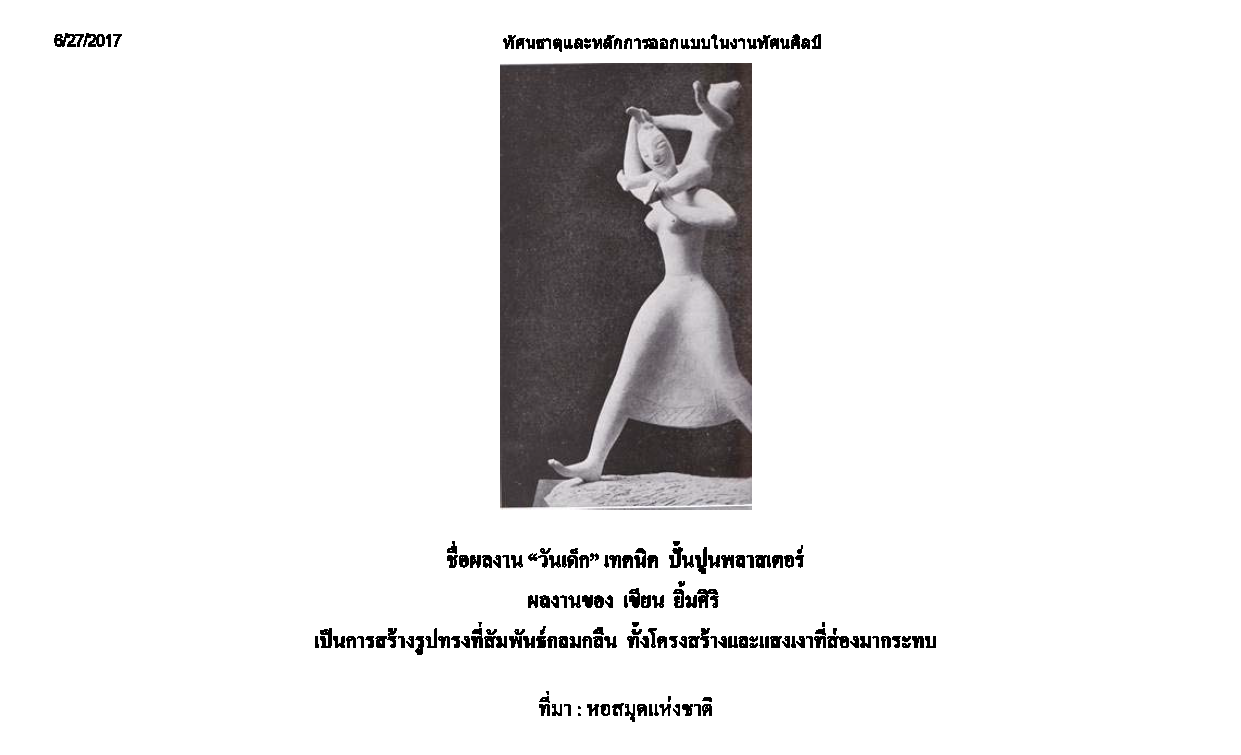 6/27/2017
ทัศนธาตุและหลักการออกแบบในงานทัศนศิลป์
ชื่อผลงาน “วันเด็ก” เทคนิค ปั้นปูนพลาสเตอร์
ผลงานของ เขียน ยิ้มศิริ
เป็นการสร้างรูปทรงที่สัมพันธ์กลมกลืน ทั้งโครงสร้างและแสงเงาที่ส่องมากระทบ
ที่มา : หอสมุดแห่งชาติ